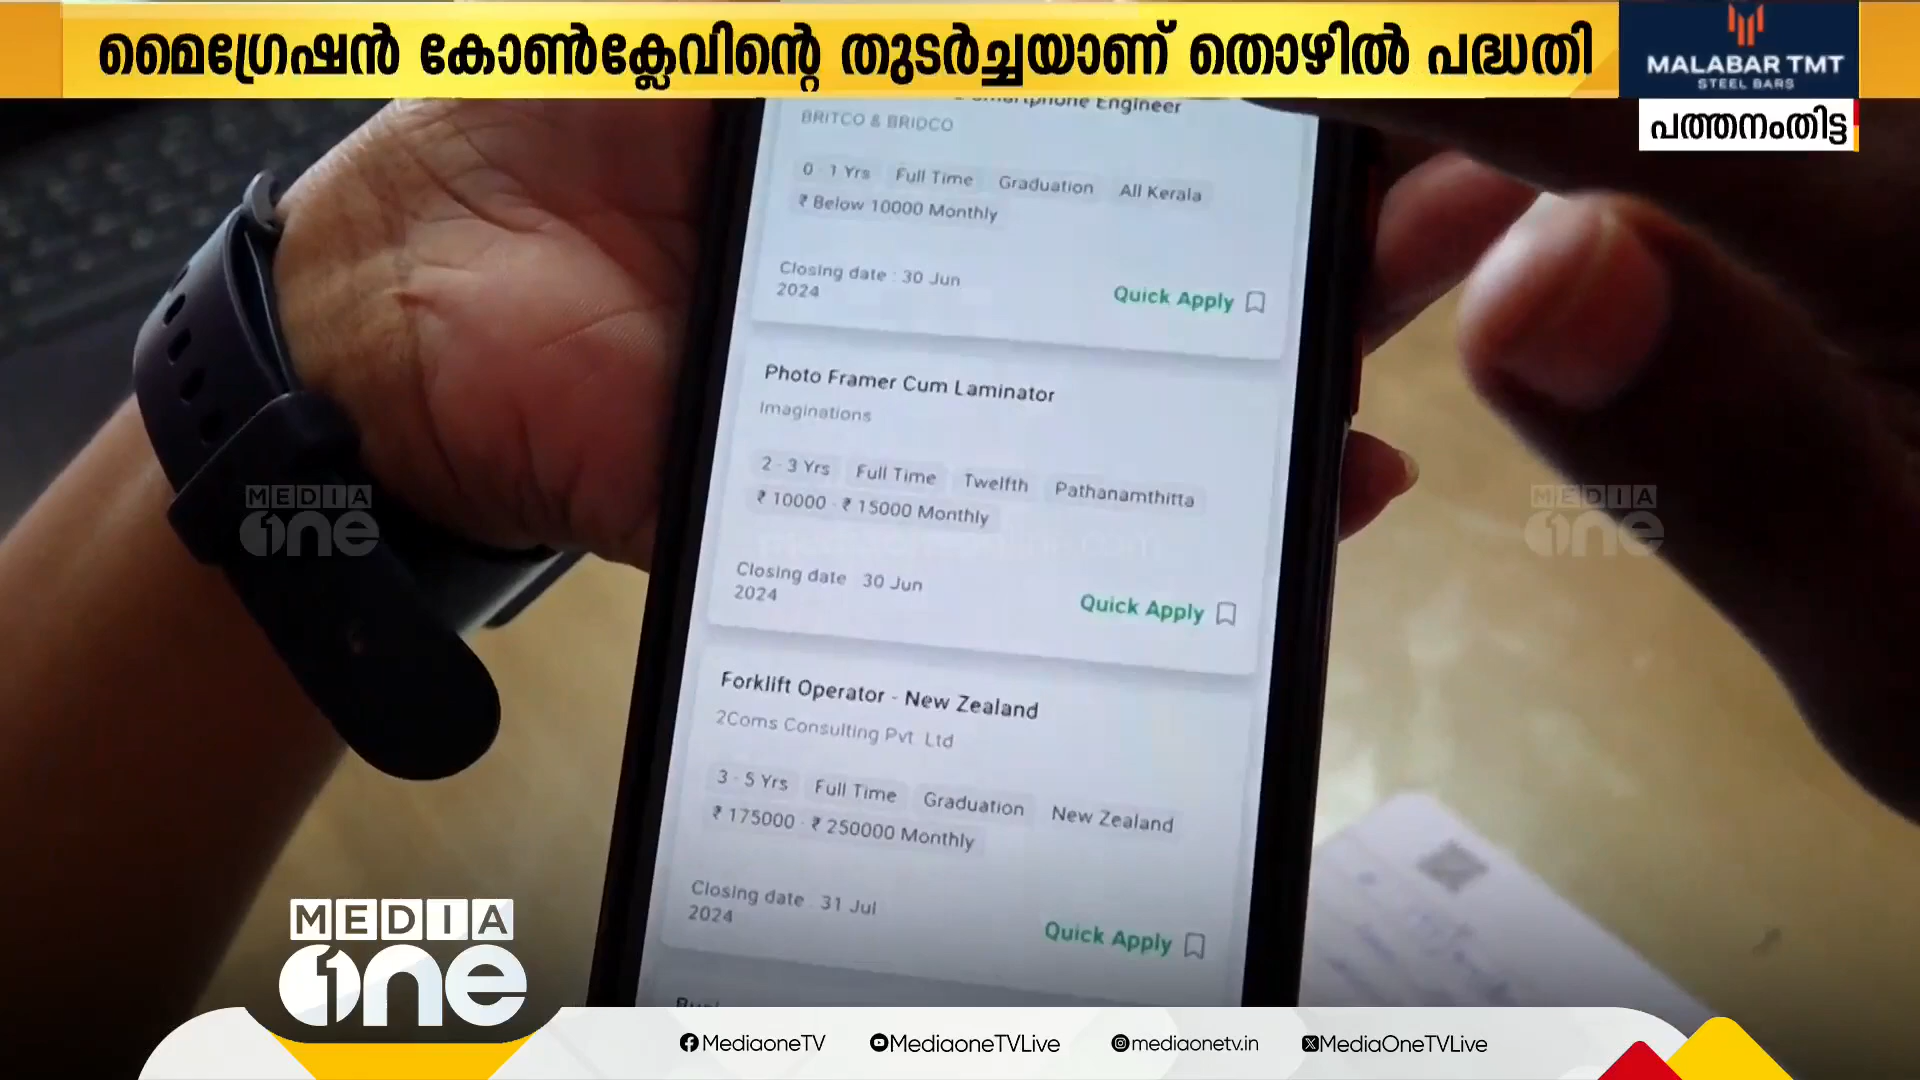 മൈഗ്രേഷൻ കോൺക്ലേവിന്റെ തുടർച്ചയാണ് തൊഴിൽ പദ്ധതി
MALABAR TMT
STEEL BARS
പത്തനംതിട്ട
Smartphone Engineer
BRITCO & BRIDCO
0 - 1 Yrs Full Time Graduation All Kerala
₹ Below 10000 Monthly
Closing date : 30 Jun
2024
Quick Apply
Photo Framer Cum Laminator
Imaginations
2 - 3 Yrs Full Time Twelfth Pathanamthitta
₹ 10000 - ₹ 15000 Monthly
Closing date : 30 Jun
2024
Quick Apply
Forklift Operator - New Zealand
2Coms Consulting Pvt. Ltd
3 - 5 Yrs Full Time Graduation New Zealand
₹ 175000 - ₹ 250000 Monthly
Closing date : 31 Jul
2024
Quick Apply
MEDIA
one
MEDIA
one
MEDIA
one
MediaoneTV
MediaoneTVLive
mediaonetv.in
MediaOneTVLive